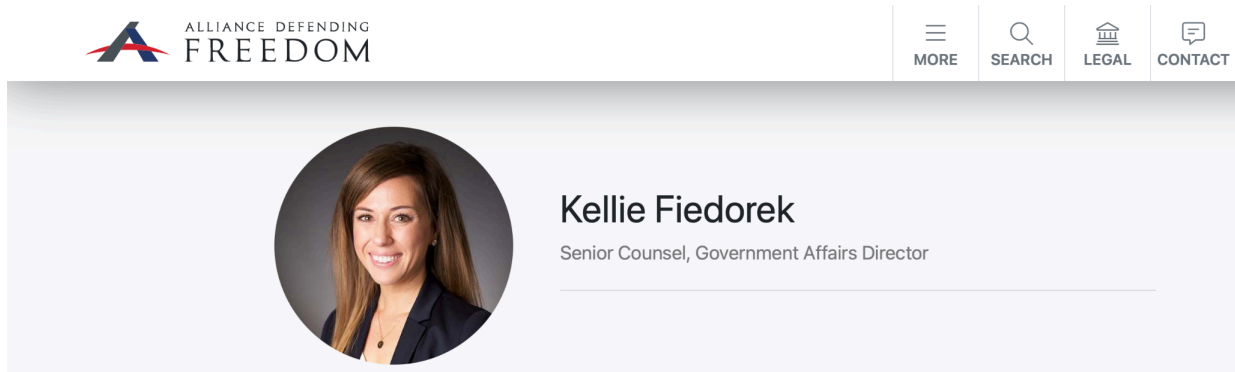 ALLIANCE DEFENDING
FREEDOM
MORE
SEARCH
LEGAL
CONTACT
Kellie Fiedorek
Senior Counsel, Government Affairs Director